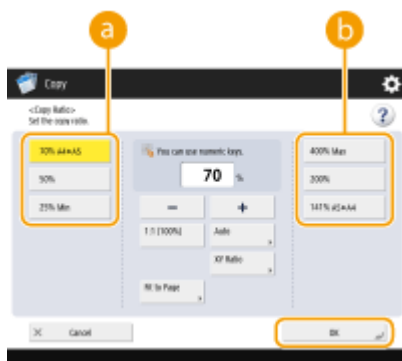 a
b
Copy
<Copy Ratio>
Set the copy ratio.
?
70% A4→A5
50%
25% Min
You can use numeric keys.
70 %
-
+
1:1 (100%)
Auto
XY Ratio
Fit to Page
400% Max
200%
141% A5→A4
× Cancel
OK